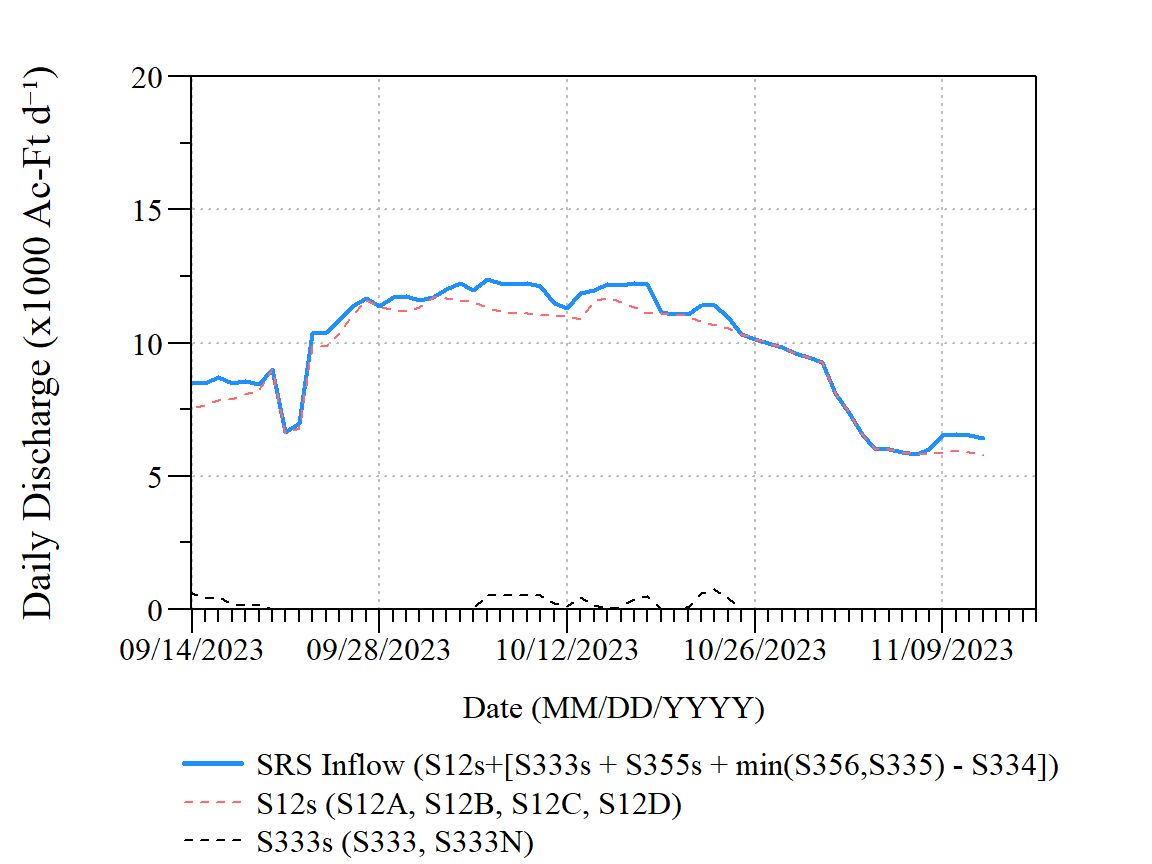 Daily Discharge (x1000 Ac-Ft d⁻¹)
20
15
10
5
0
09/14/2023 09/28/2023 10/12/2023 10/26/2023 11/09/2023
Date (MM/DD/YYYY)
SRS Inflow (S12s+[S333s + S355s + min(S356,S335) - S334])
S12s (S12A, S12B, S12C, S12D)
S333s (S333, S333N)